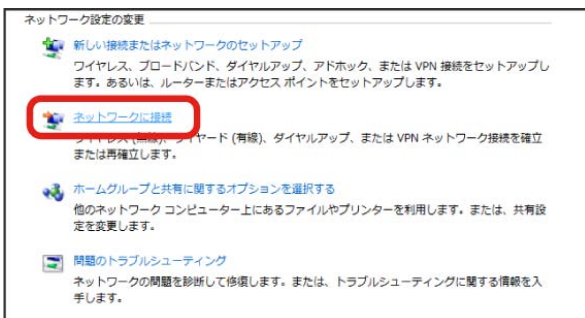 ネットワーク設定の変更
新しい接続またはネットワークのセットアップ
ワイヤレス、ブロードバンド、ダイヤルアップ、アドホック、または VPN 接続をセットアップし
ます。あるいは、ルーターまたはアクセス ポイントをセットアップします。
ネットワークに接続
ワイヤレス (無線)、ワイヤード (有線)、ダイヤルアップ、または VPN ネットワーク接続を確立
または再確立します。
ホームグループと共有に関するオプションを選択する
他のネットワーク コンピューター上にあるファイルやプリンターを利用します。または、共有設
定を変更します。
問題のトラブルシューティング
ネットワークの問題を診断して修復します。または、トラブルシューティングに関する情報を入
手します。